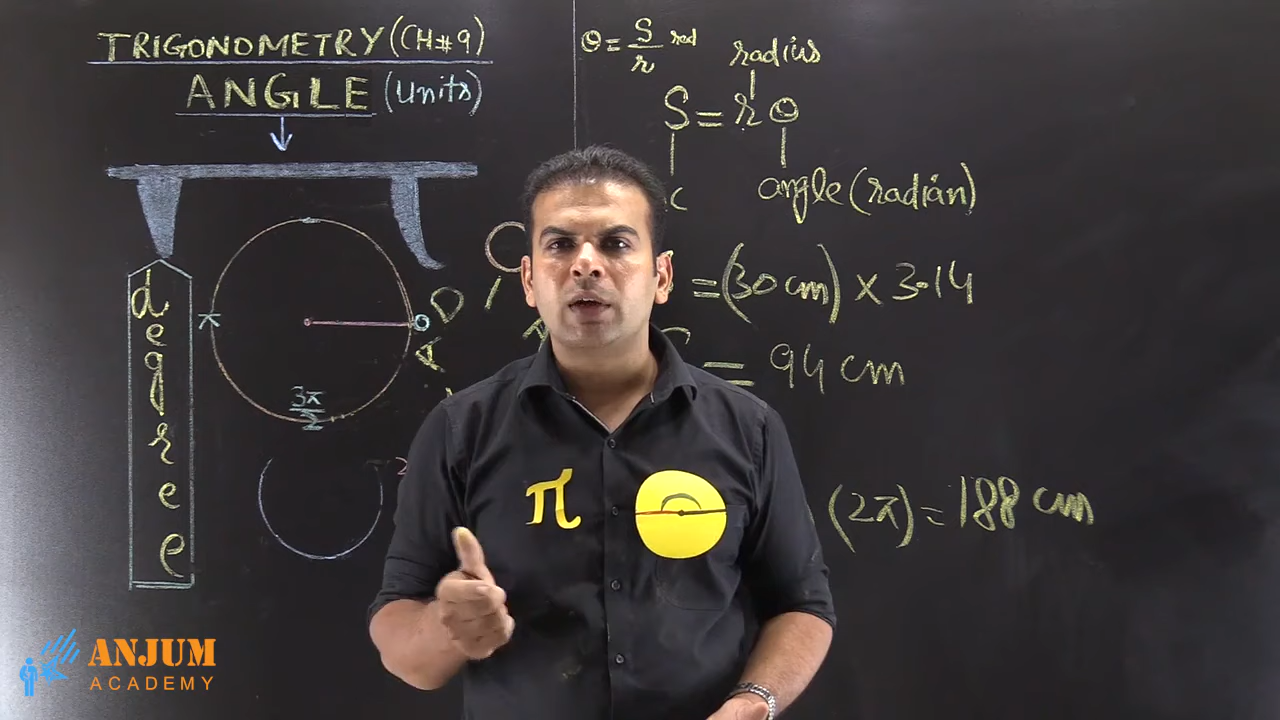 TRIGONOMETRY (CH#9)
ANGLE (Units)
degree
π
0
3π/2
D
A
θ = S/r rad
radius
S = r θ
C
angle (radian)
= (30 cm) x 3.14
= 94 cm
(2π) = 188 cm
π
ANJUM
ACADEMY